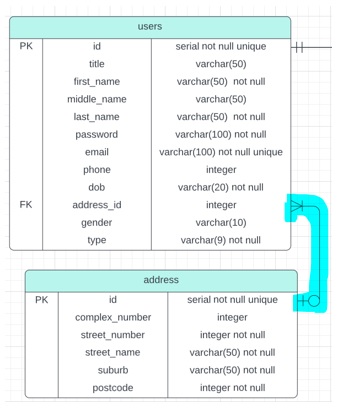 users
PK id serial not null unique
title varchar(50)
first_name varchar(50) not null
middle_name varchar(50)
last_name varchar(50) not null
password varchar(100) not null
email varchar(100) not null unique
phone integer
dob varchar(20) not null
FK address_id integer
gender varchar(10)
type varchar(9) not null
address
PK id serial not null unique
complex_number integer
street_number integer not null
street_name varchar(50) not null
suburb varchar(50) not null
postcode integer not null